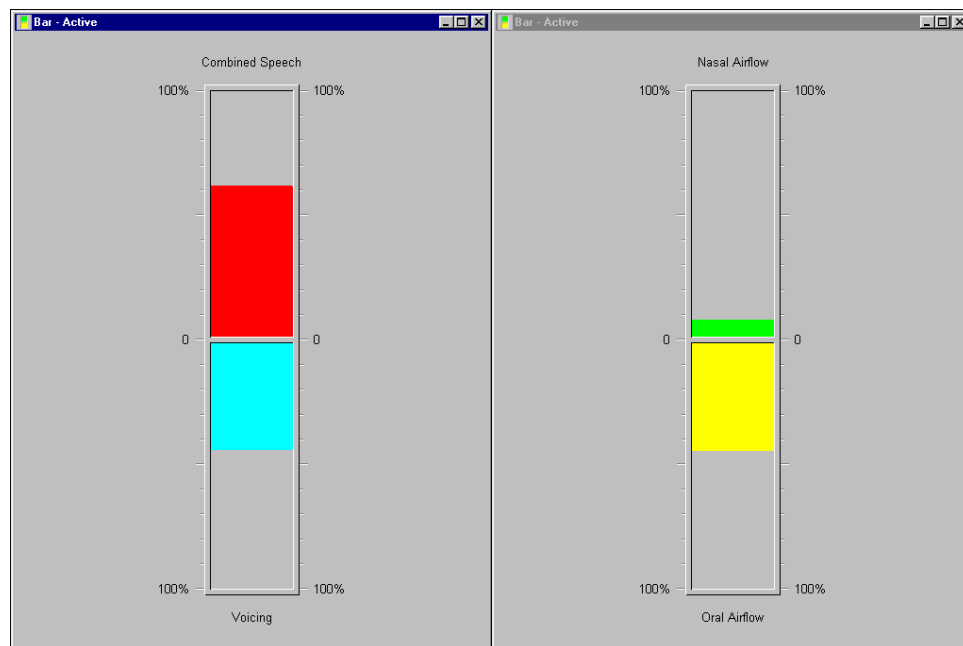 Bar - Active
Combined Speech
100% 100%
0 0
100% 100%
Voicing
Bar - Active
Nasal Airflow
100% 100%
0 0
100% 100%
Oral Airflow